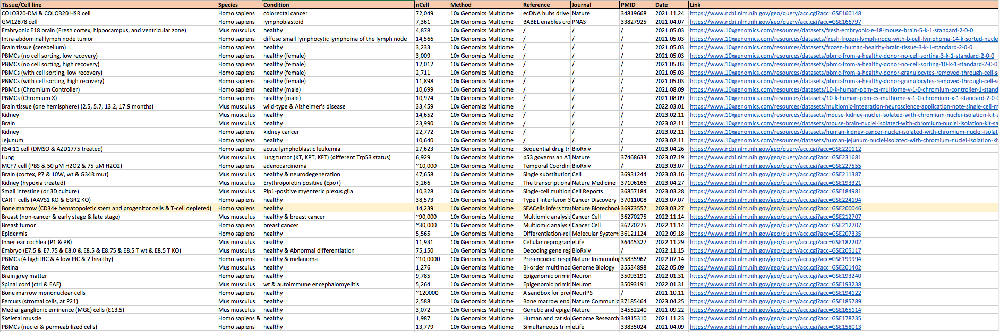 Tissue/Cell line Species Condition nCell Method Reference Journal PMID Date Link
COLO320-DM & COLO320 HSR cell Homo sapiens colorectal cancer 72,049 10x Genomics Multiome ecDNA hubs drive Nature 34819668 2021.11.24 https://www.ncbi.nlm.nih.gov/geo/query/acc.cgi?acc=GSE160148
GM12878 cell Homo sapiens lymphoblastoid 7,361 10x Genomics Multiome BABEL enables cro PNAS 33827925 2021.04.07 https://www.ncbi.nlm.nih.gov/geo/query/acc.cgi?acc=GSE166797
Embryonic E18 brain (Fresh cortex, hippocampus, and ventricular zone) Mus musculus healthy 4,878 10x Genomics Multiome / / / 2021.05.03 https://www.10xgenomics.com/resources/datasets/fresh-embryonic-e-18-mouse-brain-5-k-1-standard-2-0-0
Intra-abdominal lymph node tumor Homo sapiens diffuse small lymphocytic lymphoma of the lymph node 14,566 10x Genomics Multiome / / / 2021.05.03 https://www.10xgenomics.com/resources/datasets/fresh-frozen-lymph-node-with-b-cell-lymphoma-14-k-sorted-nucle
Brain tissue (cerebellum) Homo sapiens healthy 3,233 10x Genomics Multiome / / / 2021.05.03 https://www.10xgenomics.com/resources/datasets/frozen-human-healthy-brain-tissue-3-k-1-standard-2-0-0
PBMCs (no cell sorting, low recovery) Homo sapiens healthy (female) 3,009 10x Genomics Multiome / / / 2021.05.03 https://www.10xgenomics.com/resources/datasets/pbmc-from-a-healthy-donor-no-cell-sorting-3-k-1-standard-2-0-0
PBMCs (no cell sorting, high recovery) Homo sapiens healthy (female) 12,012 10x Genomics Multiome / / / 2021.05.03 https://www.10xgenomics.com/resources/datasets/pbmc-from-a-healthy-donor-no-cell-sorting-10-k-1-standard-2-0-0
PBMCs (with cell sorting, low recovery) Homo sapiens healthy (female) 2,711 10x Genomics Multiome / / / 2021.05.03 https://www.10xgenomics.com/resources/datasets/pbmc-from-a-healthy-donor-granulocytes-removed-through-cell-s
PBMCs (with cell sorting, high recovery) Homo sapiens healthy (female) 11,898 10x Genomics Multiome / / / 2021.05.03 https://www.10xgenomics.com/resources/datasets/pbmc-from-a-healthy-donor-granulocytes-removed-through-cell-s
PBMCs (Chromium Controller) Homo sapiens healthy (male) 10,699 10x Genomics Multiome / / / 2021.08.09 https://www.10xgenomics.com/resources/datasets/10-k-human-pbm-cs-multiome-v-1-0-chromium-controller-1-stand
PBMCs (Chromium X) Homo sapiens healthy (male) 10,974 10x Genomics Multiome / / / 2021.08.09 https://www.10xgenomics.com/resources/datasets/10-k-human-pbm-cs-multiome-v-1-0-chromium-x-1-standard-2-0-0
Brain tissue (one hemisphere) (2.5, 5.7, 13.2, 17.9 months) Mus musculus wild-type & Alzheimer's disease 33,459 10x Genomics Multiome / / / 2022.03.01 https://www.10xgenomics.com/resources/datasets/multiomic-integration-neuroscience-application-note-single-cell-m
Kidney Mus musculus healthy 14,652 10x Genomics Multiome / / / 2023.02.11 https://www.10xgenomics.com/resources/datasets/mouse-kidney-nuclei-isolated-with-chromium-nuclei-isolation-kit-s
Brain Mus musculus healthy 23,990 10x Genomics Multiome / / / 2023.02.11 https://www.10xgenomics.com/resources/datasets/mouse-brain-nuclei-isolated-with-chromium-nuclei-isolation-kit-sa
Kidney Homo sapiens kidney cancer 22,772 10x Genomics Multiome / / / 2023.02.11 https://www.10xgenomics.com/resources/datasets/human-kidney-cancer-nuclei-isolated-with-chromium-nuclei-isolat
Jejunum Homo sapiens healthy 10,640 10x Genomics Multiome / / / 2023.02.11 https://www.10xgenomics.com/resources/datasets/human-jejunum-nuclei-isolated-with-chromium-nuclei-isolation-kit
RS4:11 cell (DMSO & AZD1775 treated) Homo sapiens acute lymphoblastic leukemia 27,623 10x Genomics Multiome Sequential drug tr BioRxiv / 2023.04.26 https://www.ncbi.nlm.nih.gov/geo/query/acc.cgi?acc=GSE220112
Lung Mus musculus lung tumor (KT, KPT, KFT) (different Trp53 status) 6,929 10x Genomics Multiome p53 governs an AT Nature 37468633 2023.07.19 https://www.ncbi.nlm.nih.gov/geo/query/acc.cgi?acc=GSE231681
MCF7 cell (PBS & 50 μM H2O2 & 75 μM H2O2) Homo sapiens adenocarcinoma ~10,000 10x Genomics Multiome Temporal Coordin BioRxiv / 2023.03.07 https://www.ncbi.nlm.nih.gov/geo/query/acc.cgi?acc=GSE227555
Brain (cortex, P7 & 10W, wt & G34R mut) Mus musculus healthy & neurodegeneration 47,658 10x Genomics Multiome Single substitution Cell 36931244 2023.03.16 https://www.ncbi.nlm.nih.gov/geo/query/acc.cgi?acc=GSE211387
Kidney (hypoxia treated) Mus musculus Erythropoietin positive (Epo+) 3,266 10x Genomics Multiome The transcriptiona Nature Medicine 37106166 2023.04.27 https://www.ncbi.nlm.nih.gov/geo/query/acc.cgi?acc=GSE193321
Small intestine (or 3D culture) Mus musculus Plp1-positive myenteric plexus glia 10,328 10x Genomics Multiome Single-cell multion Cell Reports 36857184 2023.03.28 https://www.ncbi.nlm.nih.gov/geo/query/acc.cgi?acc=GSE184981
CAR T cells (AAVS1 KO & EGR2 KO) Homo sapiens healthy 38,573 10x Genomics Multiome Type I Interferon S Cancer Discovery 37011008 2023.07.07 https://www.ncbi.nlm.nih.gov/geo/query/acc.cgi?acc=GSE224194
Bone marrow (CD34+ hematopoietic stem and progenitor cells & T-cell depleted) Homo sapiens healthy 14,239 10x Genomics Multiome SEACells infers trar Nature Biotechnol 36973557 2023.03.27 https://www.ncbi.nlm.nih.gov/geo/query/acc.cgi?acc=GSE200046
Breast (non-cancer & early stage & late stage) Mus musculus healthy & breast cancer ~90,000 10x Genomics Multiome Multiomic analysis Cancer Cell 36270275 2022.11.14 https://www.ncbi.nlm.nih.gov/geo/query/acc.cgi?acc=GSE212707
Breast tumor Homo sapiens breast cancer ~30,000 10x Genomics Multiome Multiomic analysis Cancer Cell 36270275 2022.11.14 https://www.ncbi.nlm.nih.gov/geo/query/acc.cgi?acc=GSE212707
Epidermis Homo sapiens healthy 5,565 10x Genomics Multiome Differentiation-rel Molecular Systems 36121124 2022.09.18 https://www.ncbi.nlm.nih.gov/geo/query/acc.cgi?acc=GSE207335
Inner ear cochlea (P1 & P8) Mus musculus healthy 11,931 10x Genomics Multiome Cellular reprogram eLife 36445327 2022.11.29 https://www.ncbi.nlm.nih.gov/geo/query/acc.cgi?acc=GSE182202
Embryo (E7.5 & E7.75 & E8.0 & E8.5 & E8.75 & E8.5 T wt & E8.5 T KO) Mus musculus healthy & Abnormal differentiation 75,150 10x Genomics Multiome Decoding gene reg BioRxiv / 2022.11.15 https://www.ncbi.nlm.nih.gov/geo/query/acc.cgi?acc=GSE205117
PBMCs (4 high IRC & 4 low IRC & 2 healthy) Homo sapiens healthy & melanoma ~10,0000 10x Genomics Multiome Pre-encoded respo Nature Immunolog 35835962 2022.07.14 https://www.ncbi.nlm.nih.gov/geo/query/acc.cgi?acc=GSE199994
Retina Mus musculus healthy 1,276 10x Genomics Multiome Bi-order multimod Genome Biology 35534898 2022.05.09 https://www.ncbi.nlm.nih.gov/geo/query/acc.cgi?acc=GSE201402
Brain grey matter Homo sapiens healthy 9,785 10x Genomics Multiome Epigenomic primin Neuron 35093191 2022.01.31 https://www.ncbi.nlm.nih.gov/geo/query/acc.cgi?acc=GSE193240
Spinal cord (ctrl & EAE) Mus musculus wt & autoimmune encephalomyelitis 5,264 10x Genomics Multiome Epigenomic primin Neuron 35093191 2022.01.31 https://www.ncbi.nlm.nih.gov/geo/query/acc.cgi?acc=GSE193238
Bone marrow mononuclear cells Homo sapiens healthy ~120000 10x Genomics Multiome A sandbox for prec NeurIPS / 2021.10.11 https://www.ncbi.nlm.nih.gov/geo/query/acc.cgi?acc=GSE194122
Femurs (stromal cells, at P21) Mus musculus healthy 2,588 10x Genomics Multiome Bone marrow end Nature Communic 37185464 2023.04.25 https://www.ncbi.nlm.nih.gov/geo/query/acc.cgi?acc=GSE185789
Medial ganglionic eminence (MGE) cells (E13.5) Mus musculus healthy 3,072 10x Genomics Multiome Genetic and epige Nature 34552240 2021.09.22 https://www.ncbi.nlm.nih.gov/geo/query/acc.cgi?acc=GSE165114
Skeletal muscle Homo sapiens & healthy 1,987 10x Genomics Multiome Human and rat ske Genome Research 34815310 2021.11.23 https://www.ncbi.nlm.nih.gov/geo/query/acc.cgi?acc=GSE178735
PBMCs (nuclei & permeabilized cells) Homo sapiens healthy 13,779 10x Genomics Multiome Simultaneous trim eLife 33835024 2021.04.09 https://www.ncbi.nlm.nih.gov/geo/query/acc.cgi?acc=GSE158013